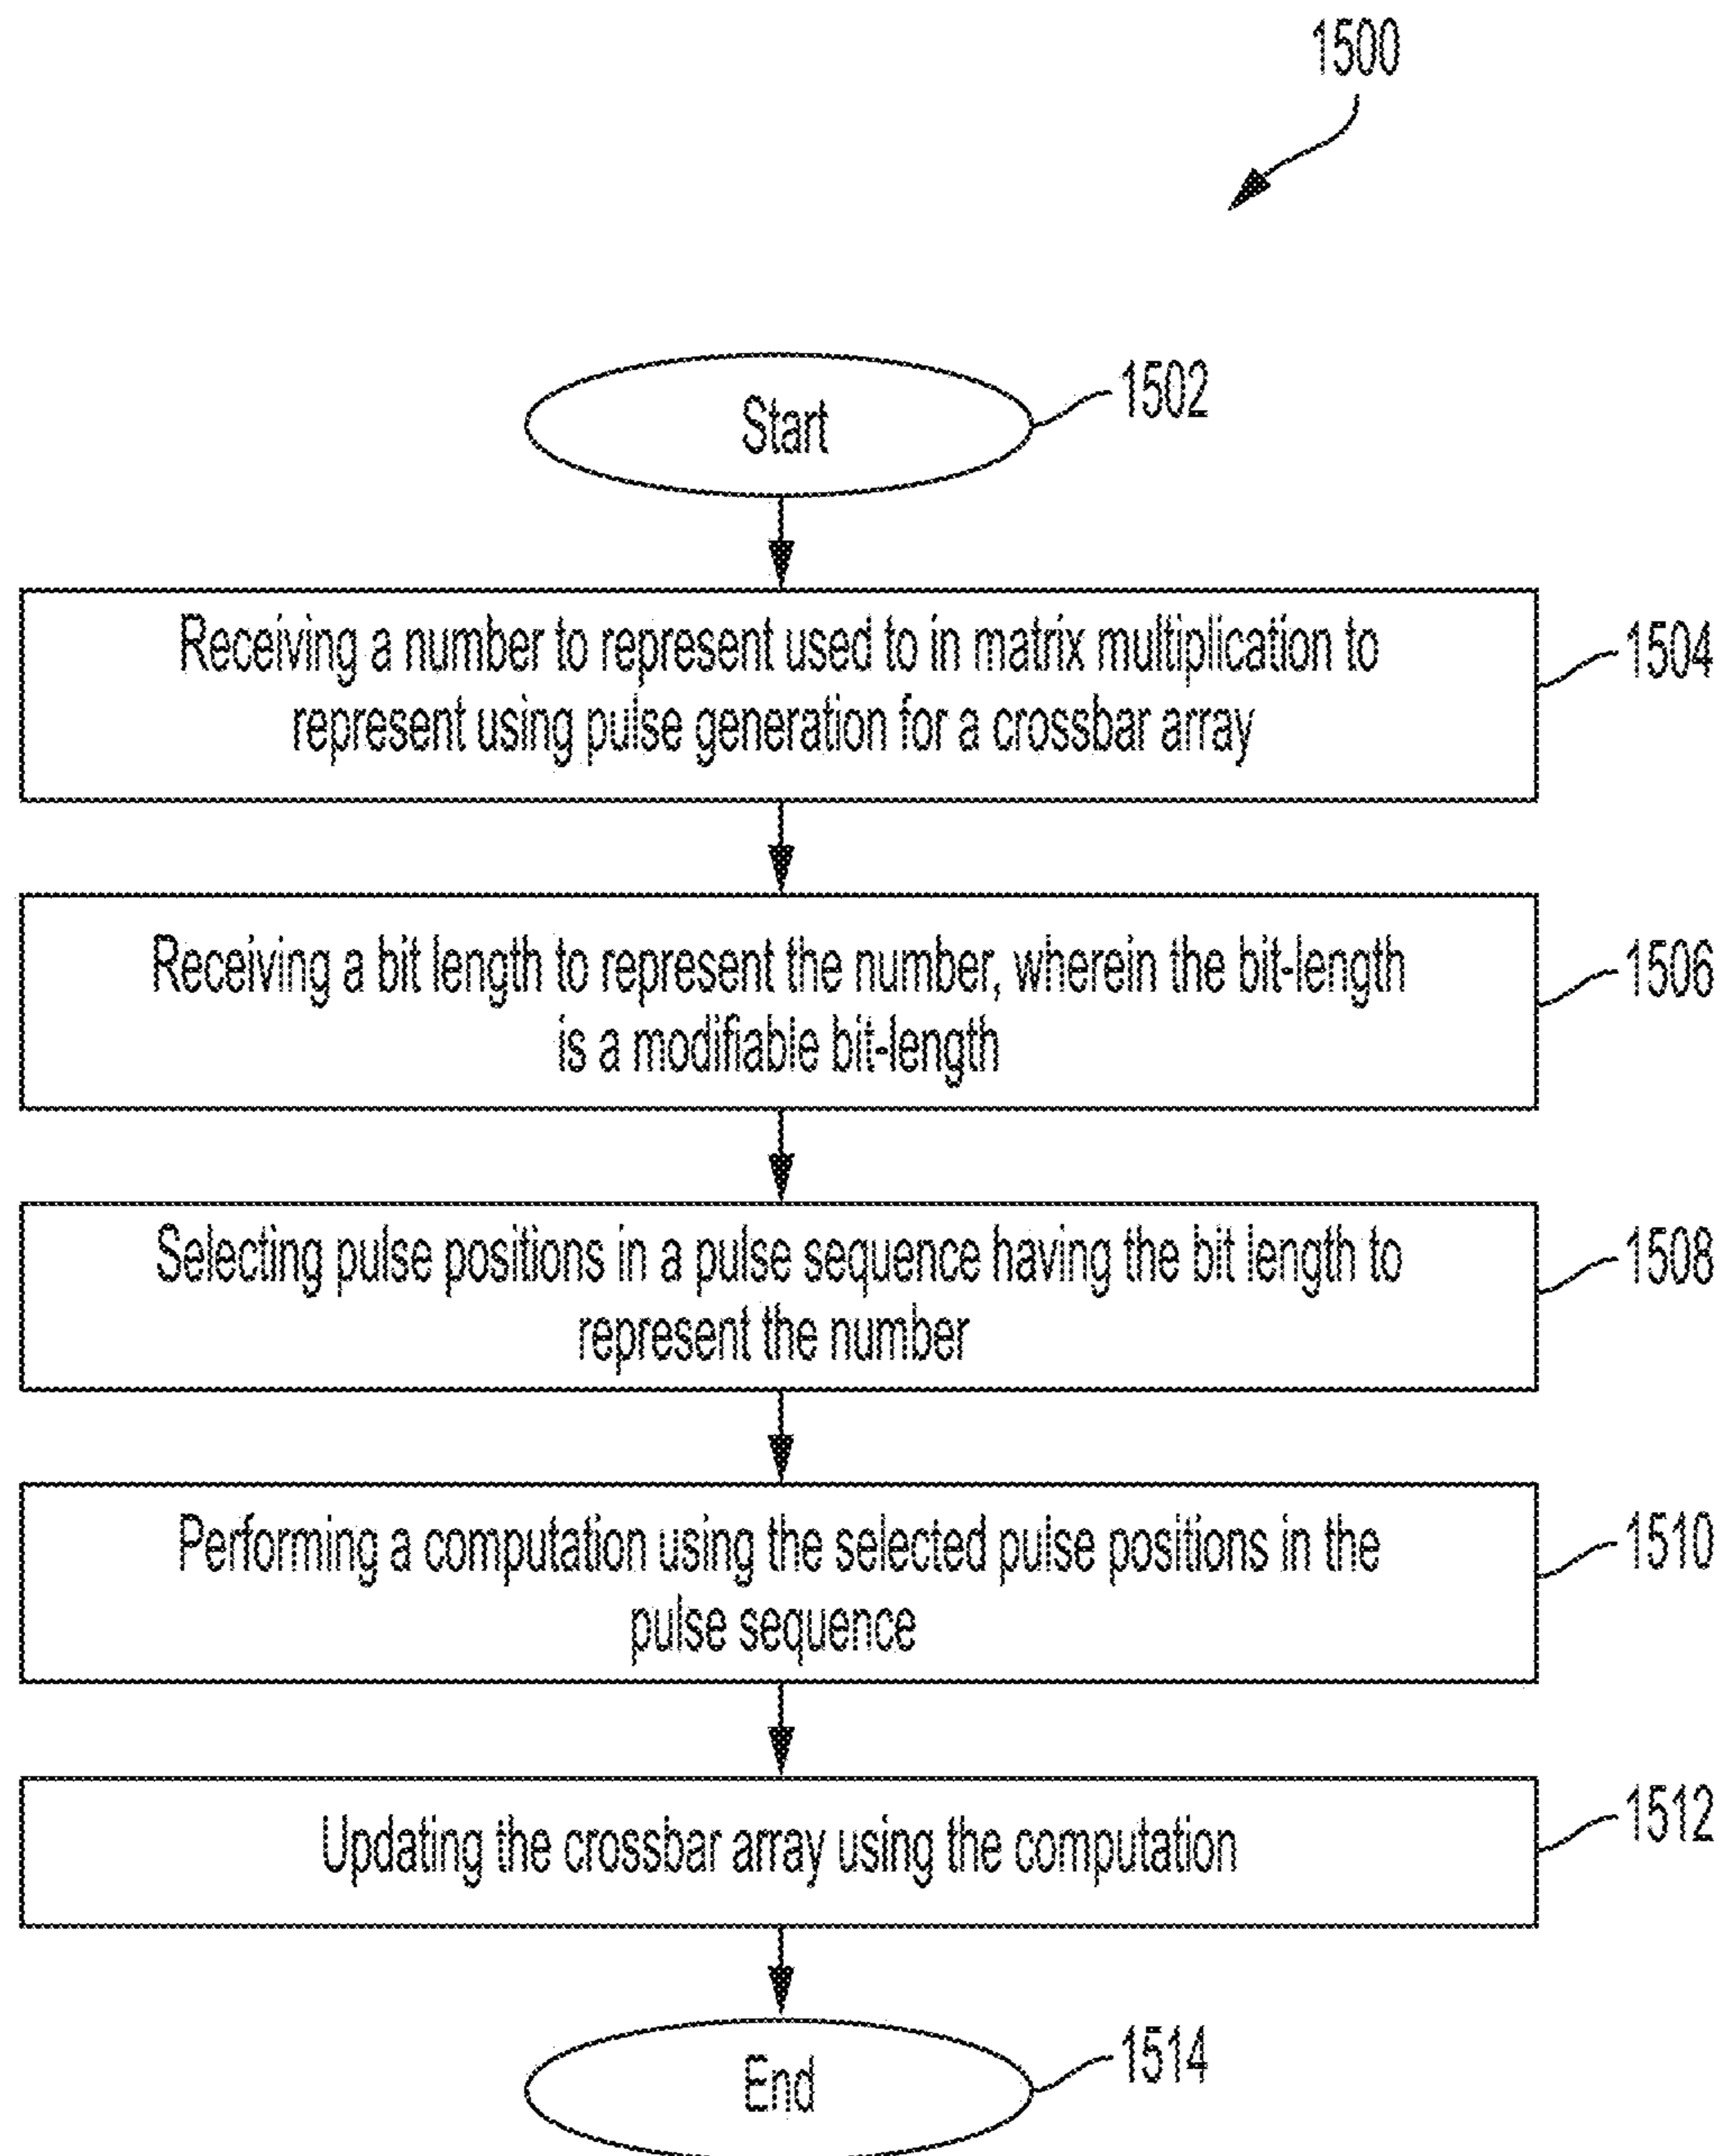 1500
Start
1502
Receiving a number to represent used to in matrix multiplication to
represent using pulse generation for a crossbar array
1504
Receiving a bit length to represent the number, wherein the bit-length
is a modifiable bit-length
1506
Selecting pulse positions in a pulse sequence having the bit length to
represent the number
1508
Performing a computation using the selected pulse positions in the
pulse sequence
1510
Updating the crossbar array using the computation
1512
End
1514